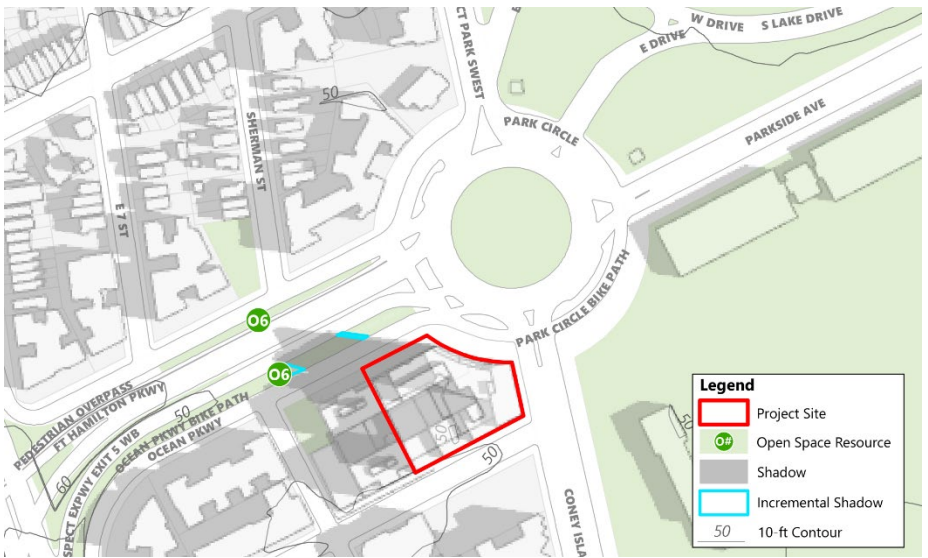 W DRIVE
S LAKE DRIVE
E DRIVE
CT PARK SWEST
PARK CIRCLE
PARKSIDE AVE
50
SHERMAN ST
E 7 ST
O6
PARK CIRCLE BIKE PATH
O6
PEDESTRIAN OVERPASS
FT HAMILTON PKWY
50
OCEAN PKWY BIKE PATH
OCEAN PKWY
60
SPECT EXPWY EXIT 5 WB
50
50
CONEY ISLA
50
Legend
Project Site
O# Open Space Resource
Shadow
Incremental Shadow
50 10-ft Contour